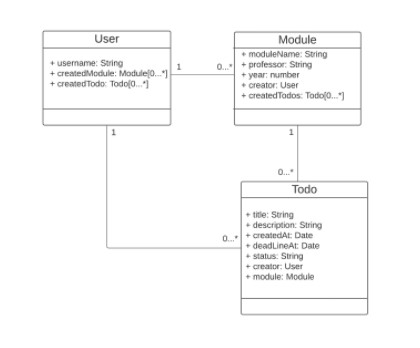 User
+ username: String
+ createdModule: Module[0...*]
+ createdTodo: Todo[0...*]
1
0...*
Module
+ moduleName: String
+ professor: String
+ year: number
+ creator: User
+ createdTodos: Todo[0...*]
1
1
0...*
0...*
Todo
+ title: String
+ description: String
+ createdAt: Date
+ deadLineAt: Date
+ status: String
+ creator: User
+ module: Module